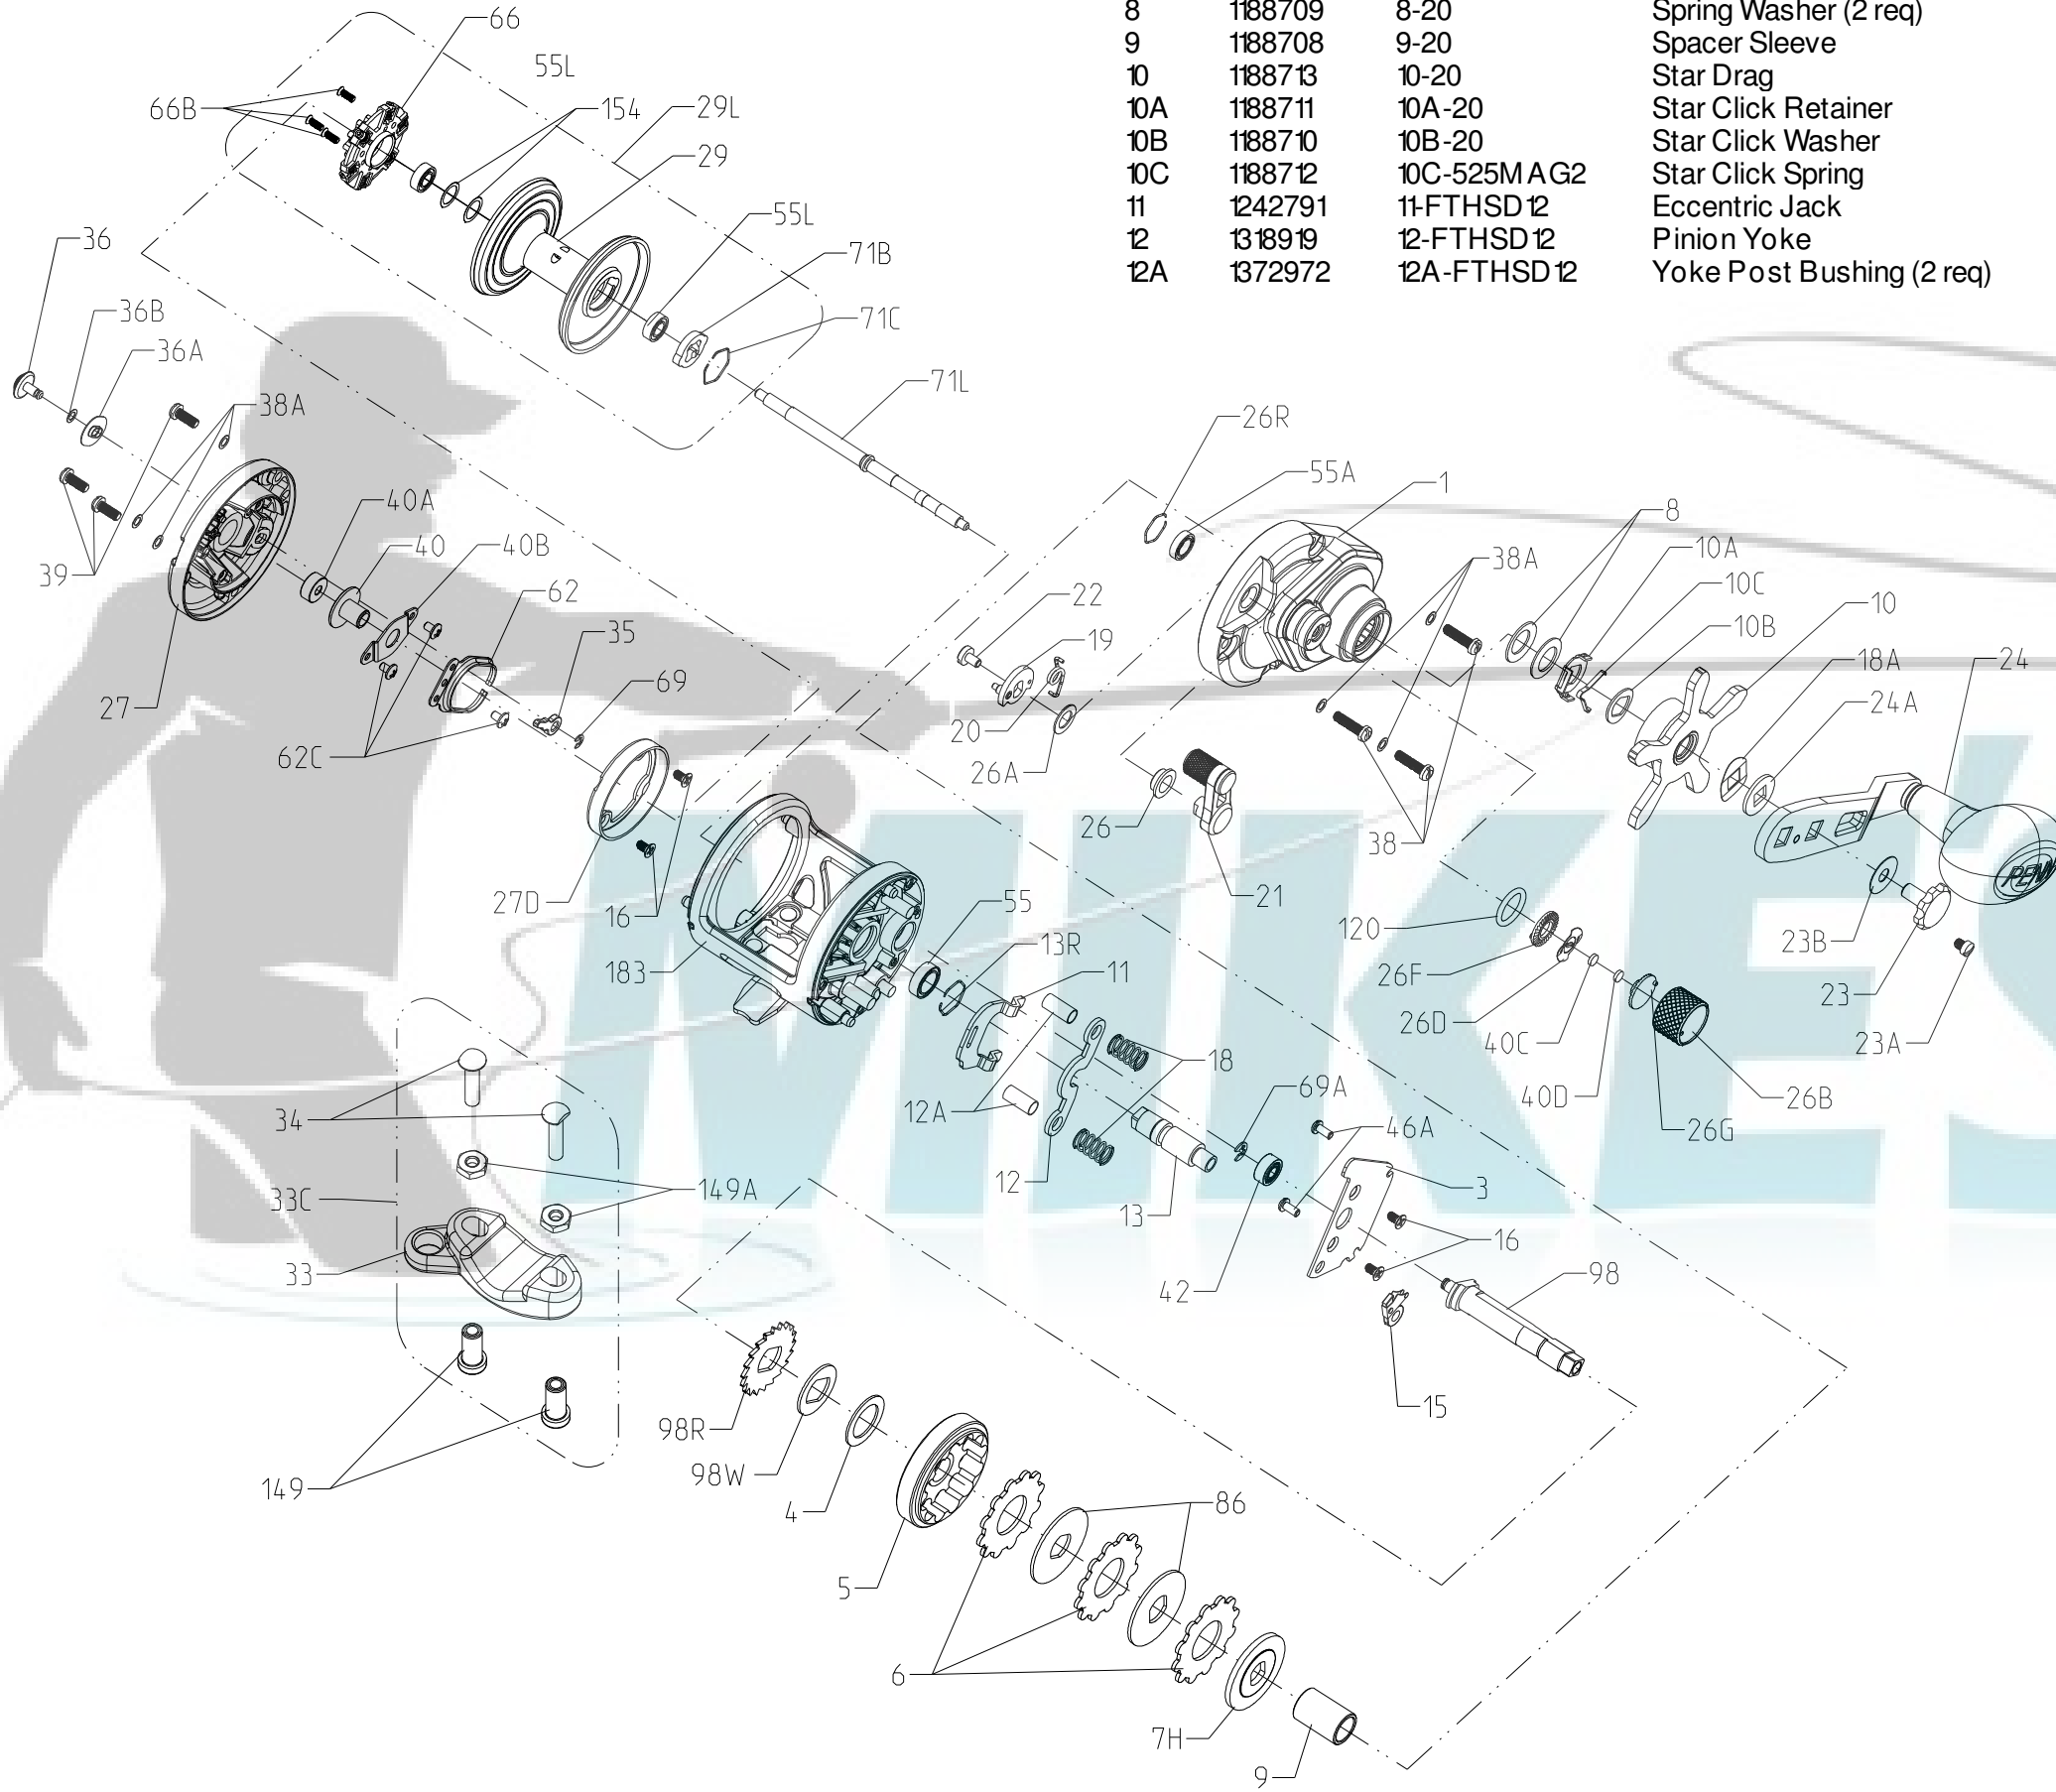 8 1188709 8-20 Spring Washer (2 req)
9 1188708 9-20 Spacer Sleeve
10 1188713 10-20 Star Drag
10A 1188711 10A-20 Star Click Retainer
10B 1188710 10B-20 Star Click Washer
10C 1188712 10C-525MAG2 Star Click Spring
11 1242791 11-FTHSD12 Eccentric Jack
12 1318919 12-FTHSD12 Pinion Yoke
12A 1372972 12A-FTHSD12 Yoke Post Bushing (2 req)
66
55L
66B
154
29L
29
55L
71B
71C
71L
36
36B
36A
38A
39
27
40A
40
40B
62
35
69
62C
27D
16
183
26R
55A
1
8
38A
10A
10C
10
10B
18A
24
24A
22
19
20
26A
26
21
38
PENN
120
26F
26D
40C
40D
23B
23
23A
26B
26G
55
13R
11
18
12A
12
69A
46A
13
42
3
16
98
15
34
149A
33C
33
149
98R
98W
4
5
86
6
7H
9
MIKE'S